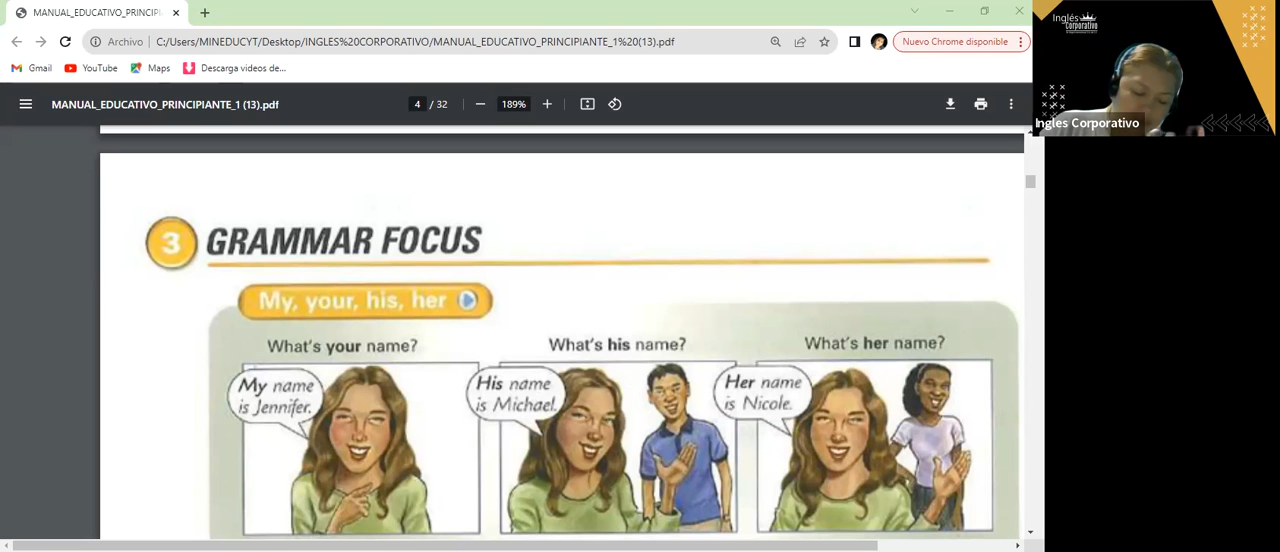 MANUAL_EDUCATIVO_PRINCIPI
Archivo
C:/Users/MINEDUCYT/Desktop/INGLES%20CORPORATIVO/MANUAL_EDUCATIVO_PRINCIPIANTE_1%20(13).pdf
Nuevo Chrome disponible
Gmail
YouTube
Maps
Descarga videos de...
MANUAL_EDUCATIVO_PRINCIPIANTE_1 (13).pdf
4 / 32
189%
Inglés
Corporativo
Ingles Corporativo
3 GRAMMAR FOCUS
My, your, his, her
What's your name?
What's his name?
What's her name?
My name
is Jennifer.
His name
is Michael.
Her name
is Nicole.